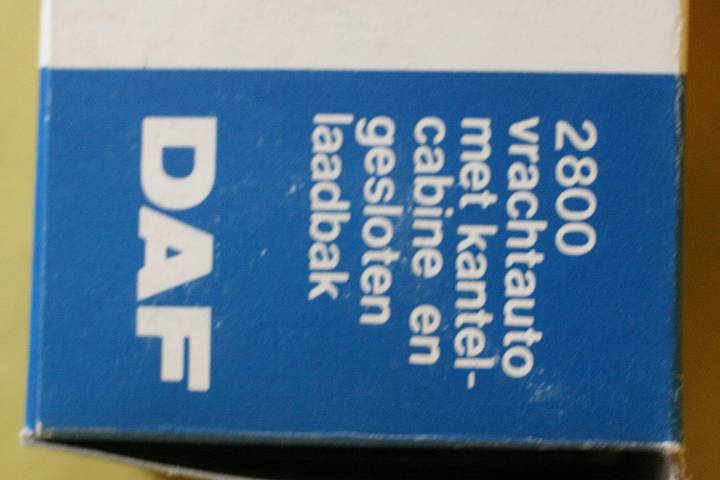 2800
vrachtauto
met kantel-
cabine en
gesloten
laadbak
DAF